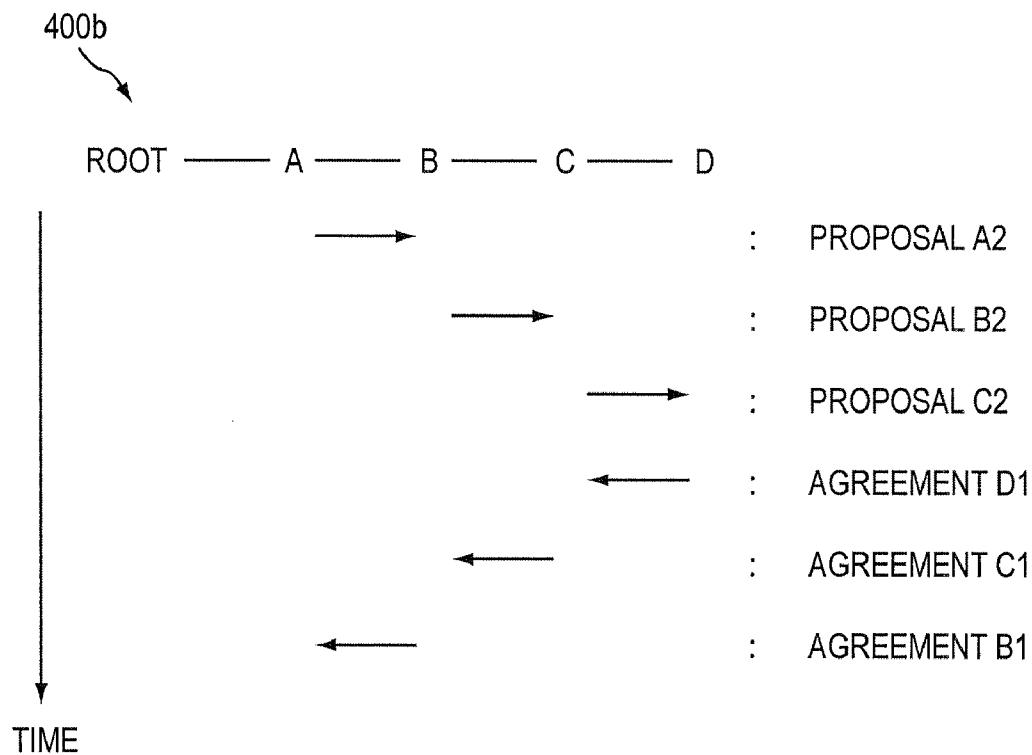 400b
ROOT A B C D
: PROPOSAL A2
: PROPOSAL B2
: PROPOSAL C2
: AGREEMENT D1
: AGREEMENT C1
: AGREEMENT B1
TIME